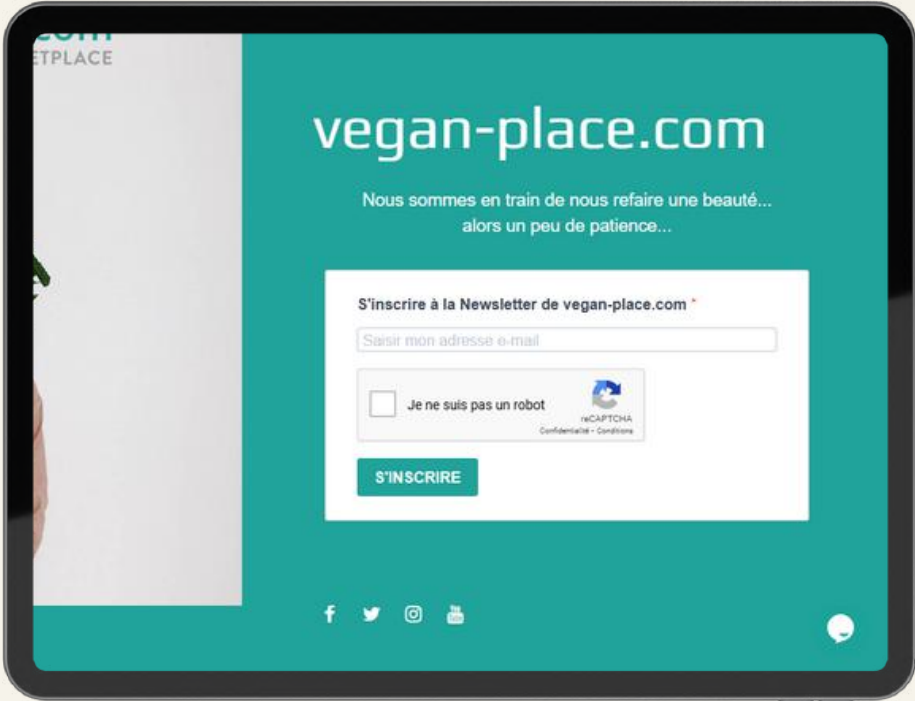 ETPLACE
vegan-place.com
Nous sommes en train de nous refaire une beauté...
alors un peu de patience...
S'inscrire à la Newsletter de vegan-place.com *
Saisir mon adresse e-mail
Je ne suis pas un robot
reCAPTCHA
Confidentialité - Conditions
S'INSCRIRE